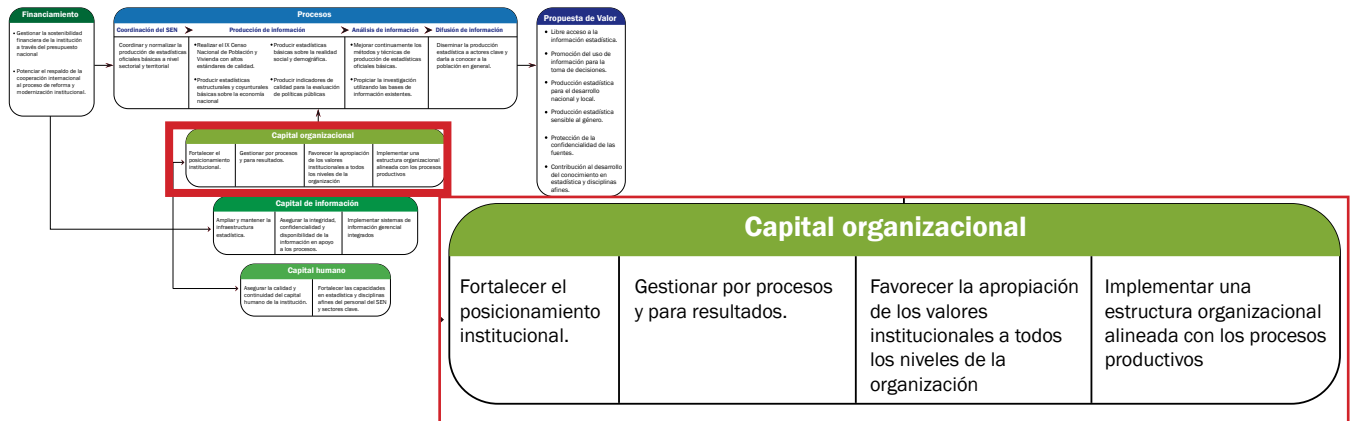 Financiamiento
• Gestionar la sostenibilidad
financiera de la institución
a través del presupuesto
nacional
• Potenciar el respaldo de la
cooperación internacional
al proceso de reforma y
modernización institucional.
Procesos
Coordinación del SEN
Producción de información
Análisis de información
Difusión de información
Coordinar y normalizar la
producción de estadísticas
oficiales básicas a nivel
sectorial y territorial
•Realizar el IX Censo
Nacional de Población y
Vivienda con altos
estándares de calidad.
•Producir estadísticas
estructurales y coyunturales
básicas sobre la economía
nacional
•Producir estadísticas
básicas sobre la realidad
social y demográfica.
•Producir indicadores de
calidad para la evaluación
de políticas públicas
•Mejorar continuamente los
métodos y técnicas de
producción de estadísticas
oficiales básicas.
•Propiciar la investigación
utilizando las bases de
información existentes.
Diseminar la producción
estadística a actores clave y
darla a conocer a la
población en general.
Propuesta de Valor
• Libre acceso a la
información estadística.
• Promoción del uso de
información para la
toma de decisiones.
• Producción estadística
para el desarrollo
nacional y local.
• Producción estadística
sensible al género.
• Protección de la
confidencialidad de las
fuentes.
• Contribución al desarrollo
del conocimiento en
estadística y disciplinas
afines.
Capital organizacional
Fortalecer el
posicionamiento
institucional.
Gestionar por procesos
y para resultados.
Favorecer la apropiación
de los valores
institucionales a todos
los niveles de la
organización
Implementar una
estructura organizacional
alineada con los procesos
productivos
Capital de información
Ampliar y mantener la
infraestructura
estadística.
Asegurar la integridad,
confidencialidad y
disponibilidad de la
información en apoyo
a los procesos.
Implementar sistemas de
información gerencial
integrados
Capital humano
Asegurar la calidad y
continuidad del capital
humano de la institución.
Fortalecer las capacidades
en estadística y disciplinas
afines del personal del SEN
y sectores clave.
Capital organizacional
Fortalecer el
posicionamiento
institucional.
Gestionar por procesos
y para resultados.
Favorecer la apropiación
de los valores
institucionales a todos
los niveles de la
organización
Implementar una
estructura organizacional
alineada con los procesos
productivos